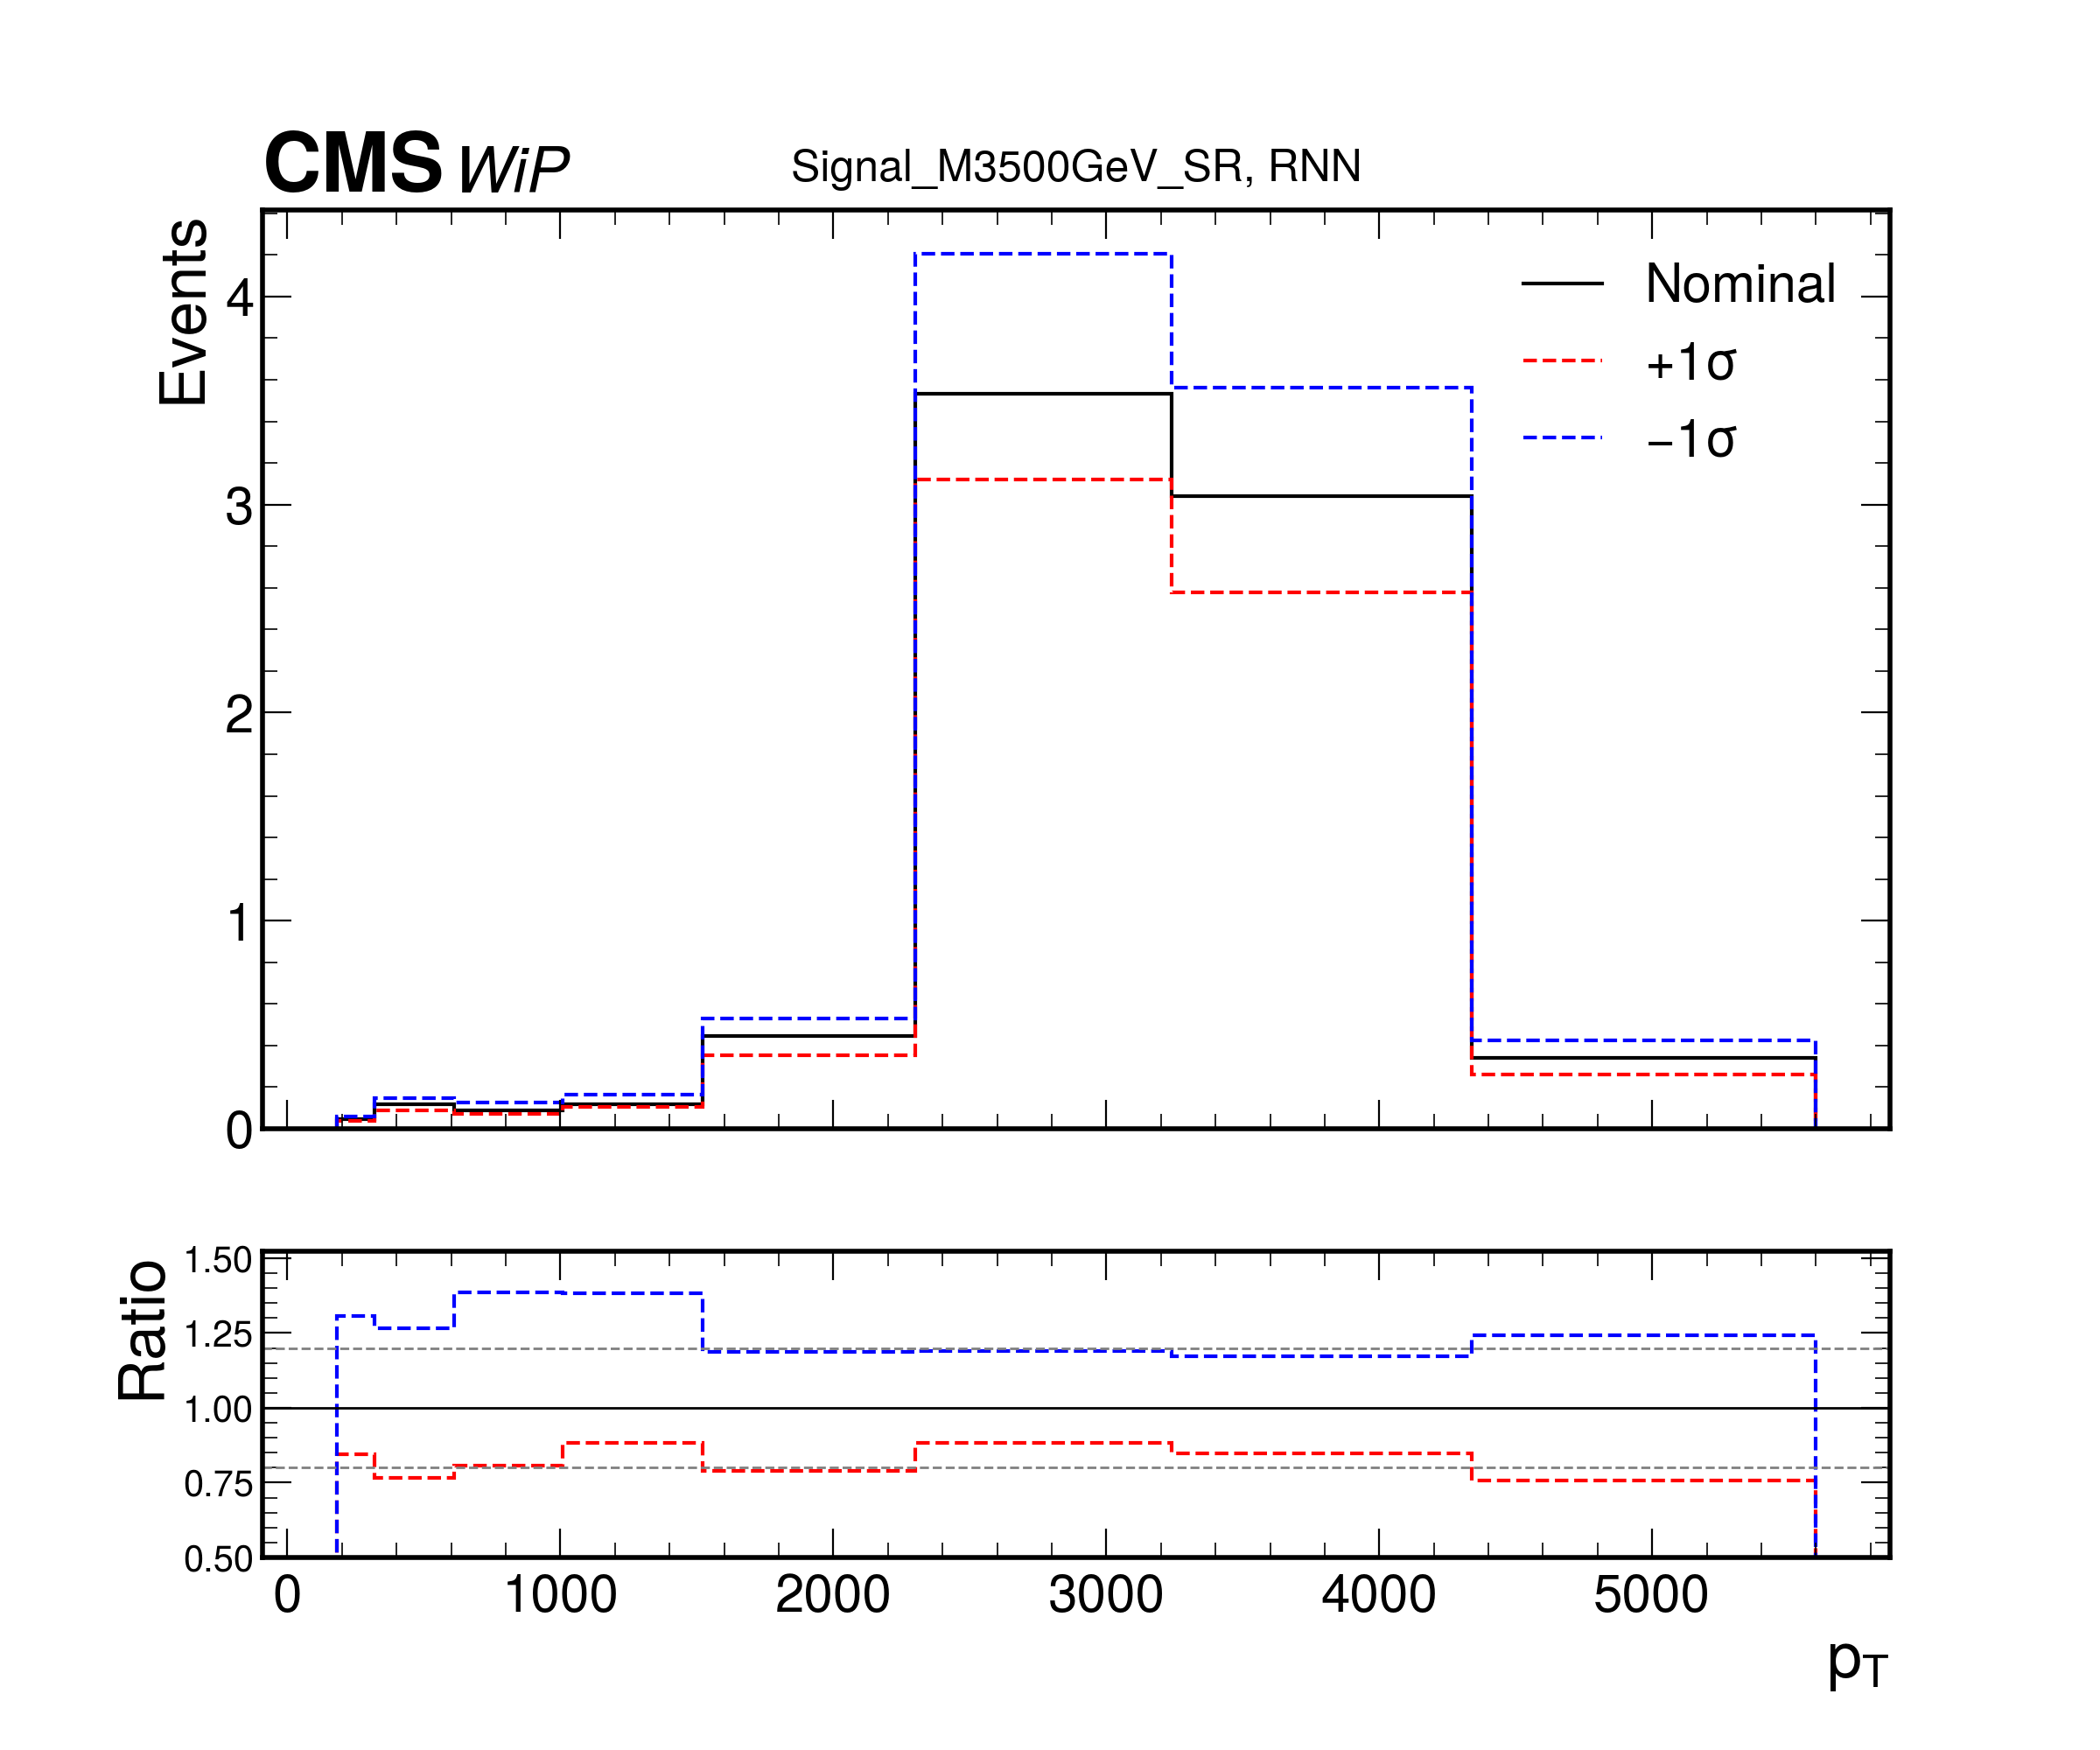 CMS WiP
Signal_M3500GeV_SR, RNN
Events
4
3
2
1
0
Nominal
+1σ
−1σ
Ratio
1.50
1.25
1.00
0.75
0.50
0 1000 2000 3000 4000 5000
pT